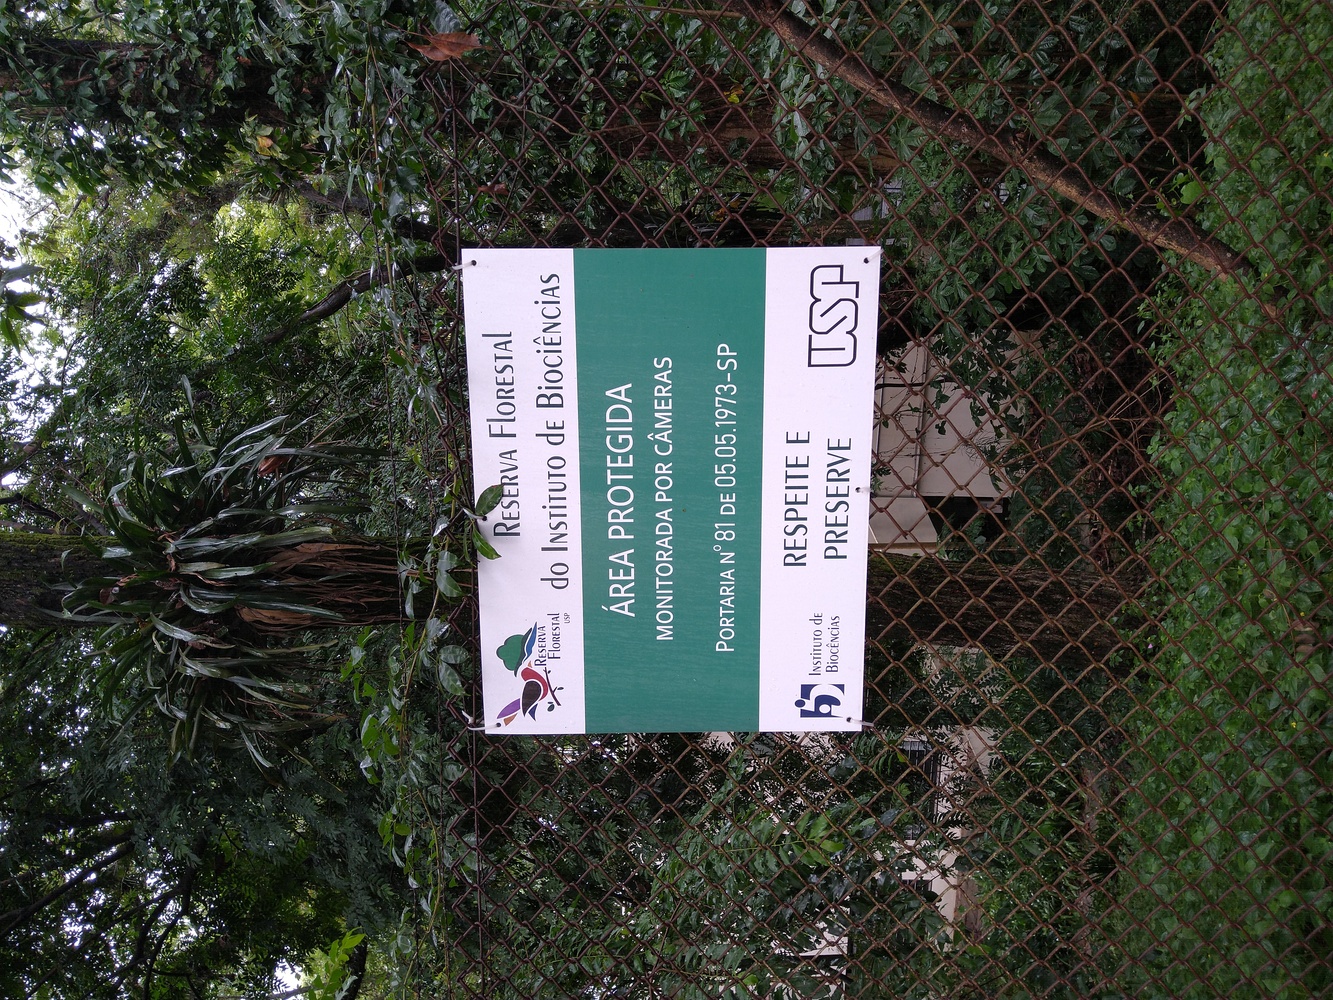 Reserva Florestal
do Instituto de Biociências
Reserva
Florestal
USP
ÁREA PROTEGIDA
MONITORADA POR CÂMERAS
Portaria nº 81 de 05.05.1973-SP
Instituto de
Biocências
RESPEITE E
PRESERVE
USP